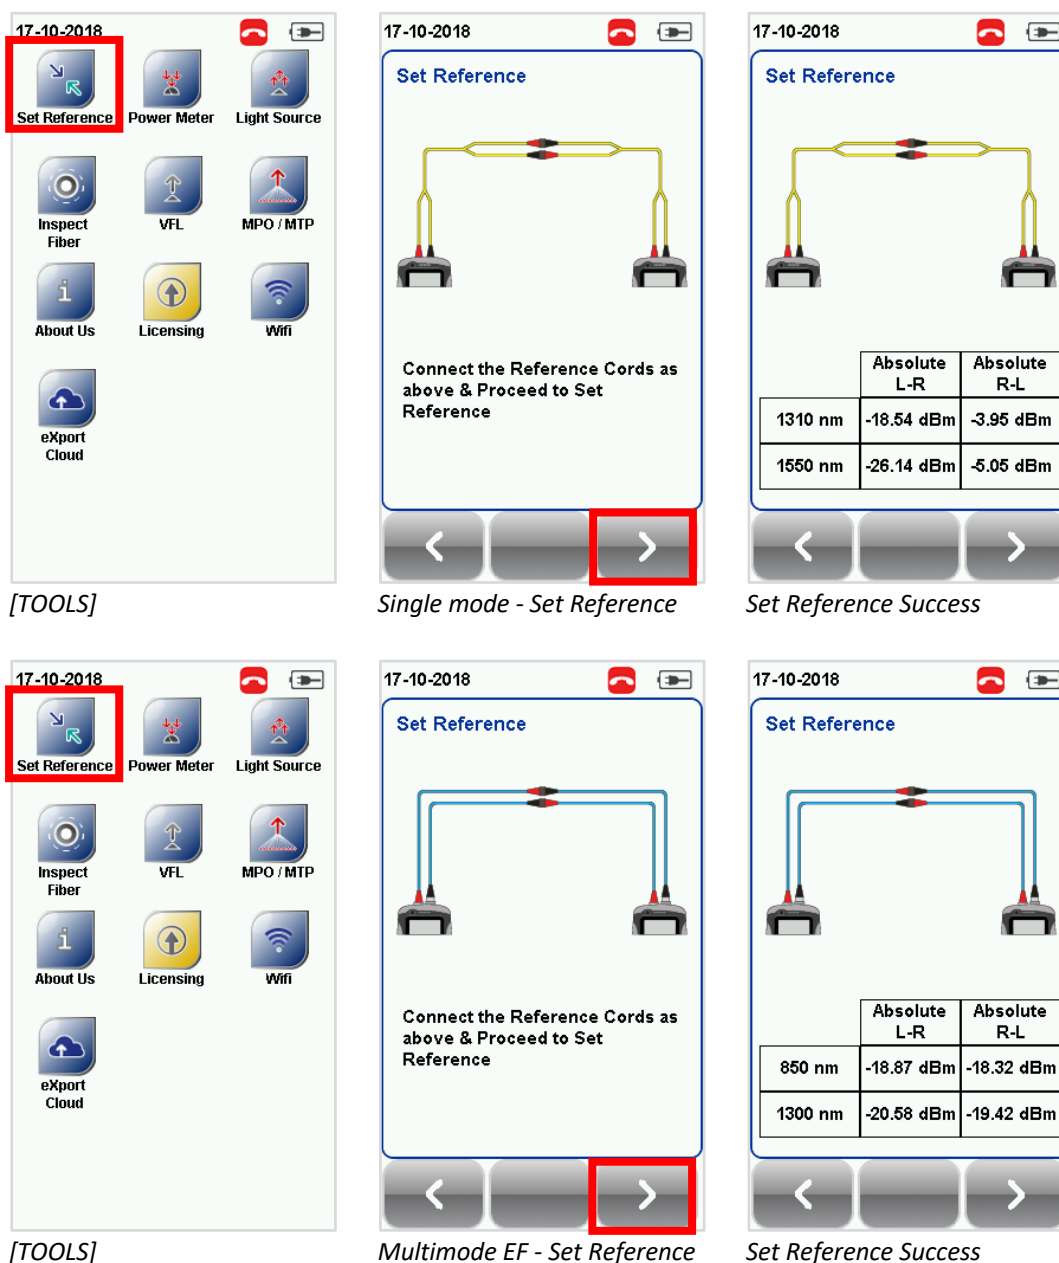 17-10-2018
Set Reference Power Meter Light Source
Inspect Fiber VFL MPO / MTP
About Us Licensing Wifi
eXport Cloud
[TOOLS]
17-10-2018
Set Reference
Connect the Reference Cords as
above & Proceed to Set
Reference
Single mode - Set Reference
17-10-2018
Set Reference
Absolute L-R Absolute R-L
1310 nm -18.54 dBm -3.95 dBm
1550 nm -26.14 dBm -5.05 dBm
Set Reference Success
17-10-2018
Set Reference Power Meter Light Source
Inspect Fiber VFL MPO / MTP
About Us Licensing Wifi
eXport Cloud
[TOOLS]
17-10-2018
Set Reference
Connect the Reference Cords as
above & Proceed to Set
Reference
Multimode EF - Set Reference
17-10-2018
Set Reference
Absolute L-R Absolute R-L
850 nm -18.87 dBm -18.32 dBm
1300 nm -20.58 dBm -19.42 dBm
Set Reference Success